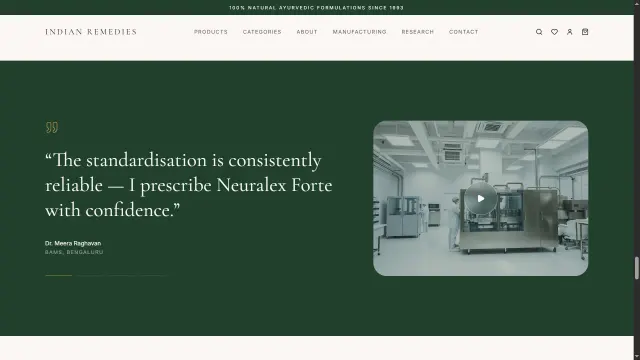 100% NATURAL AYURVEDIC FORMULATIONS SINCE 1983
INDIAN REMEDIES
PRODUCTS CATEGORIES ABOUT MANUFACTURING RESEARCH CONTACT
“The standardisation is consistently
reliable — I prescribe Neuralex Forte
with confidence.”
Dr. Meera Raghavan
BAMS, BENGALURU